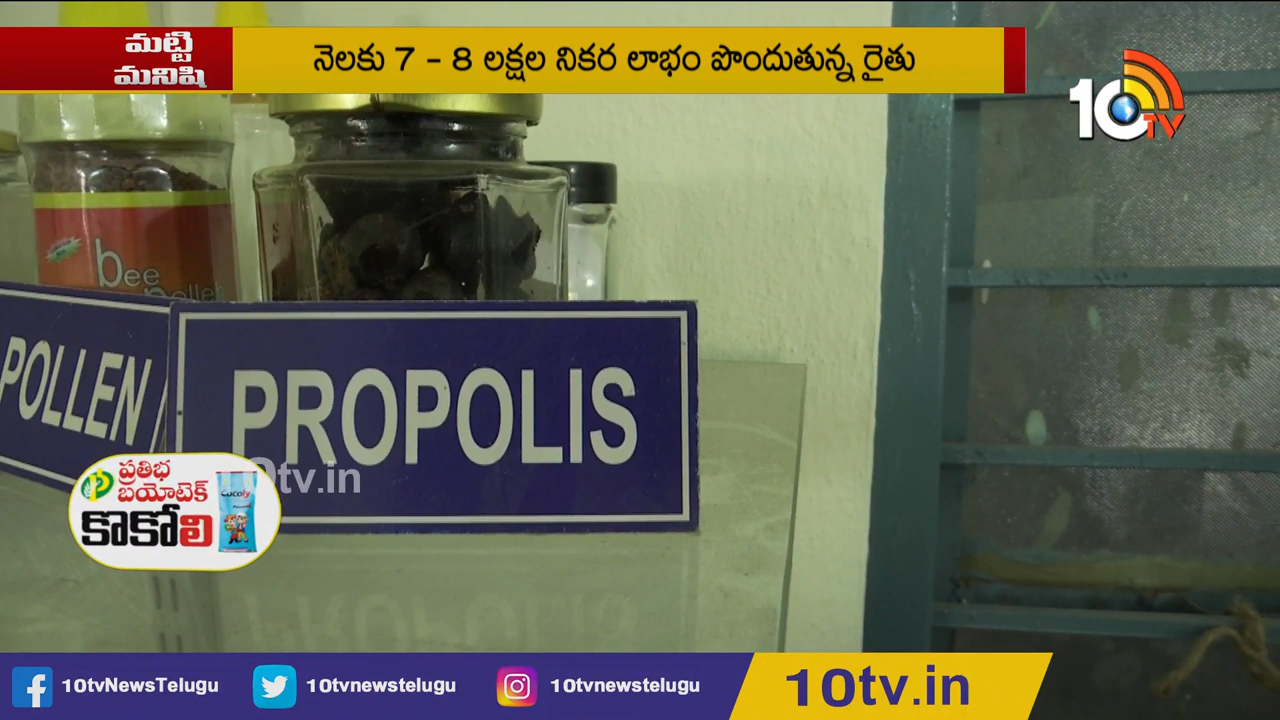 మట్టి
మనిషి
నెలకు 7 - 8 లక్షల నికర లాభం పొందుతున్న రైతు
10TV
bee
POLLEN
PROPOLIS
10tv.in
ప్రతిభ
బయోటెక్
కొకోలి
Cocoly
10tvNewsTelugu
10tvnewstelugu
10tvnewstelugu
10tv.in